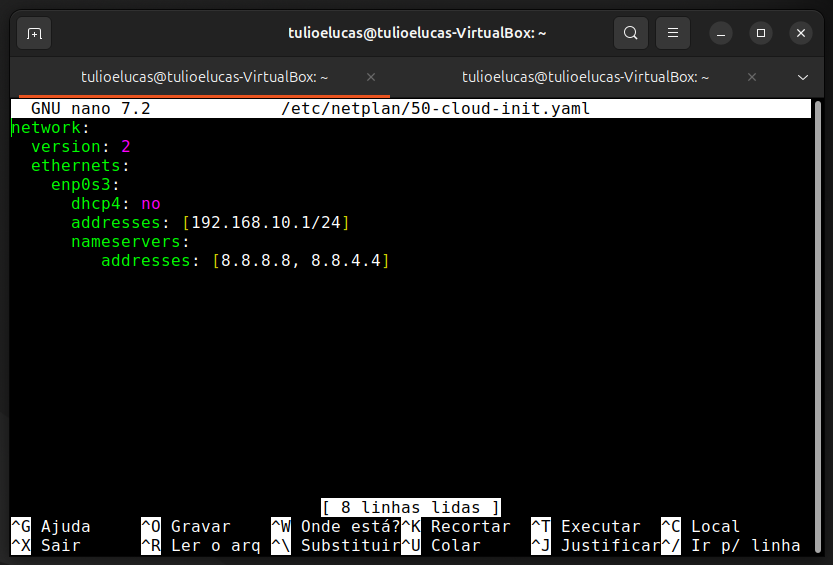 tulioelucas@tulioelucas-VirtualBox: ~
tulioelucas@tulioelucas-VirtualBox: ~
tulioelucas@tulioelucas-VirtualBox: ~
GNU nano 7.2 /etc/netplan/50-cloud-init.yaml
network:
  version: 2
  ethernets:
    enp0s3:
      dhcp4: no
      addresses: [192.168.10.1/24]
      nameservers:
         addresses: [8.8.8.8, 8.8.4.4]
[ 8 linhas lidas ]
^G Ajuda ^O Gravar ^W Onde está? ^K Recortar ^T Executar ^C Local
^X Sair ^R Ler o arq ^\ Substituir ^U Colar ^J Justificar ^/ Ir p/ linha